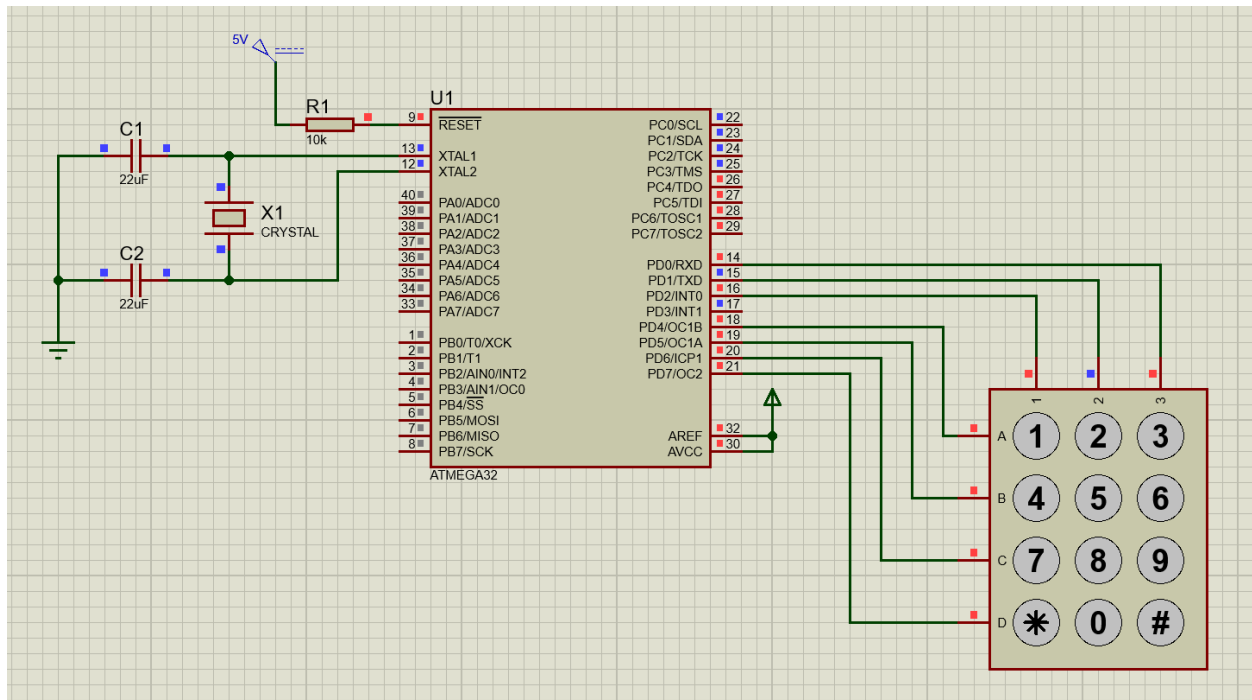 5V
R1
10k
C1
22uF
X1
CRYSTAL
C2
22uF
U1
9 RESET
13 XTAL1
12 XTAL2
40 PA0/ADC0
39 PA1/ADC1
38 PA2/ADC2
37 PA3/ADC3
36 PA4/ADC4
35 PA5/ADC5
34 PA6/ADC6
33 PA7/ADC7
1 PB0/T0/XCK
2 PB1/T1
3 PB2/AIN0/INT2
4 PB3/AIN1/OC0
5 PB4/SS
6 PB5/MOSI
7 PB6/MISO
8 PB7/SCK
PC0/SCL 22
PC1/SDA 23
PC2/TCK 24
PC3/TMS 25
PC4/TDO 26
PC5/TDI 27
PC6/TOSC1 28
PC7/TOSC2 29
PD0/RXD 14
PD1/TXD 15
PD2/INT0 16
PD3/INT1 17
PD4/OC1B 18
PD5/OC1A 19
PD6/ICP1 20
PD7/OC2 21
AREF 32
AVCC 30
ATMEGA32
1 2 3
A 1 2 3
B 4 5 6
C 7 8 9
D * 0 #